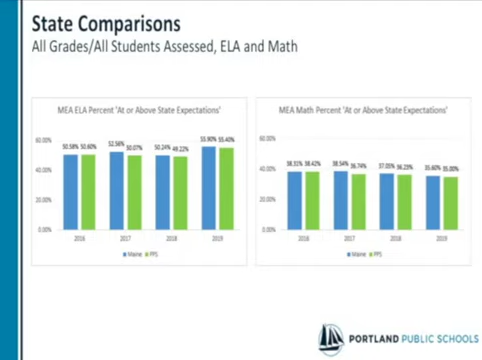 State Comparisons
All Grades/All Students Assessed, ELA and Math
MEA ELA Percent 'At or Above State Expectations'
60.00%
40.00%
20.00%
0.00%
50.58% 50.60%
52.56% 50.07%
50.24% 49.22%
55.90% 55.40%
2016 2017 2018 2019
Maine PPS
MEA Math Percent 'At or Above State Expectations'
60.00%
40.00%
20.00%
0.00%
38.31% 38.42%
38.54% 36.74%
37.05% 36.23%
35.60% 35.00%
2016 2017 2018 2019
Maine PPS
PORTLAND PUBLIC SCHOOLS